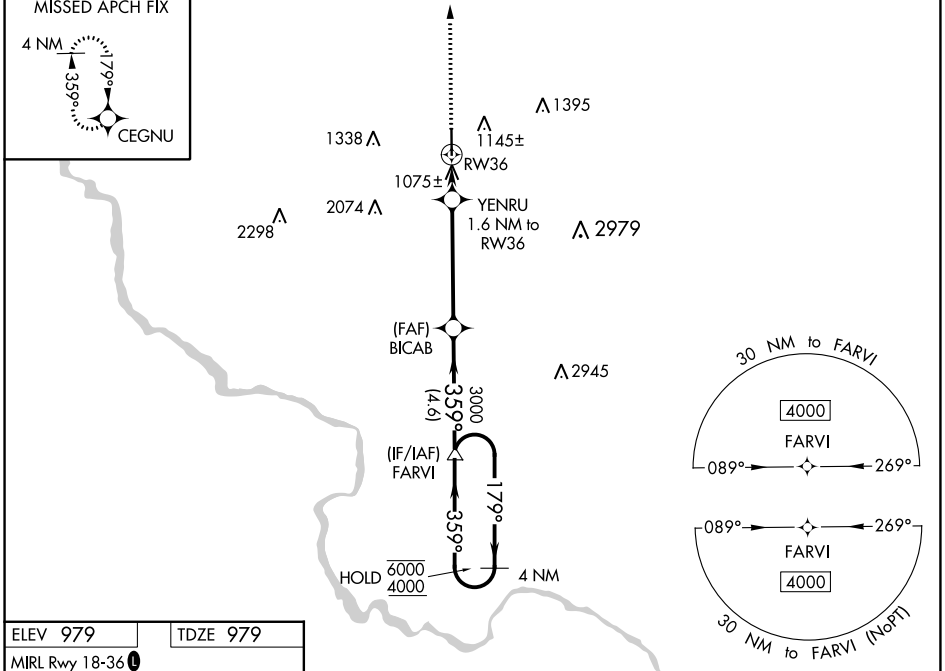 MISSED APCH FIX
4 NM
179°
359°
CEGNU
1395
1338
1145±
RW36
1075±
2074
YENRU
1.6 NM to
RW36
2979
2298
(FAF)
BICAB
2945
3000
359°
(4.6)
(IF/IAF)
FARVI
179°
359°
HOLD 6000
4000
4 NM
30 NM to FARVI
4000
FARVI
089° 269°
089° 269°
FARVI
4000
30 NM to FARVI (NoPT)
ELEV 979 TDZE 979
MIRL Rwy 18-36 L